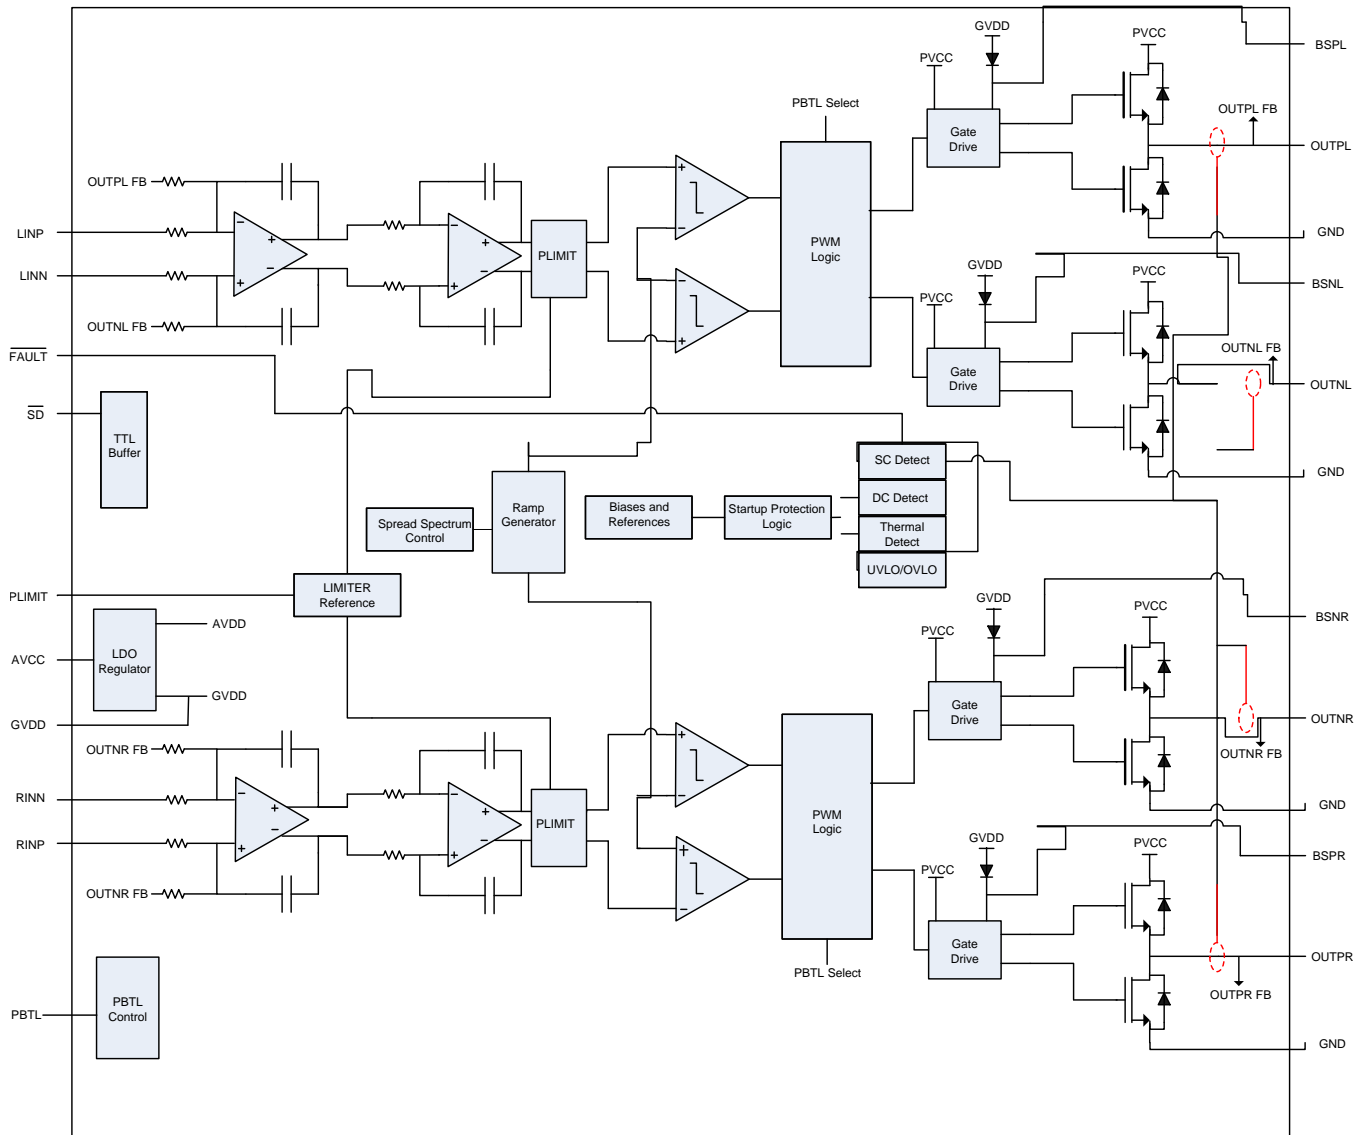 GVDD
PVCC
BSPL
PVCC
OUTPL FB
PBTL Select
Gate
Drive
OUTPL
OUTPL FB
+
−
LINP
−
+
−
+
−
PWM
Logic
GND
PLIMIT
LINN
+
−
+
−
−
+
GVDD
PVCC
BSNL
PVCC
OUTNL FB
FAULT
OUTNL FB
Gate
Drive
OUTNL
SD
TTL
Buffer
SC Detect
GND
DC Detect
Ramp
Generator
Biases and
References
Startup Protection
Logic
Spread Spectrum
Control
Thermal
Detect
UVLO/OVLO
PLIMIT
LIMITER
Reference
GVDD
PVCC
BSNR
PVCC
AVDD
LDO
Regulator
AVCC
GVDD
GVDD
Gate
Drive
OUTNR
OUTNR FB
OUTNR FB
+
−
RINN
−
+
−
+
−
PWM
Logic
GND
PLIMIT
RINP
+
−
+
−
+
−
GVDD
PVCC
BSPR
PVCC
OUTNR FB
Gate
Drive
OUTPR
PBTL Select
OUTPR FB
PBTL
PBTL
Control
GND